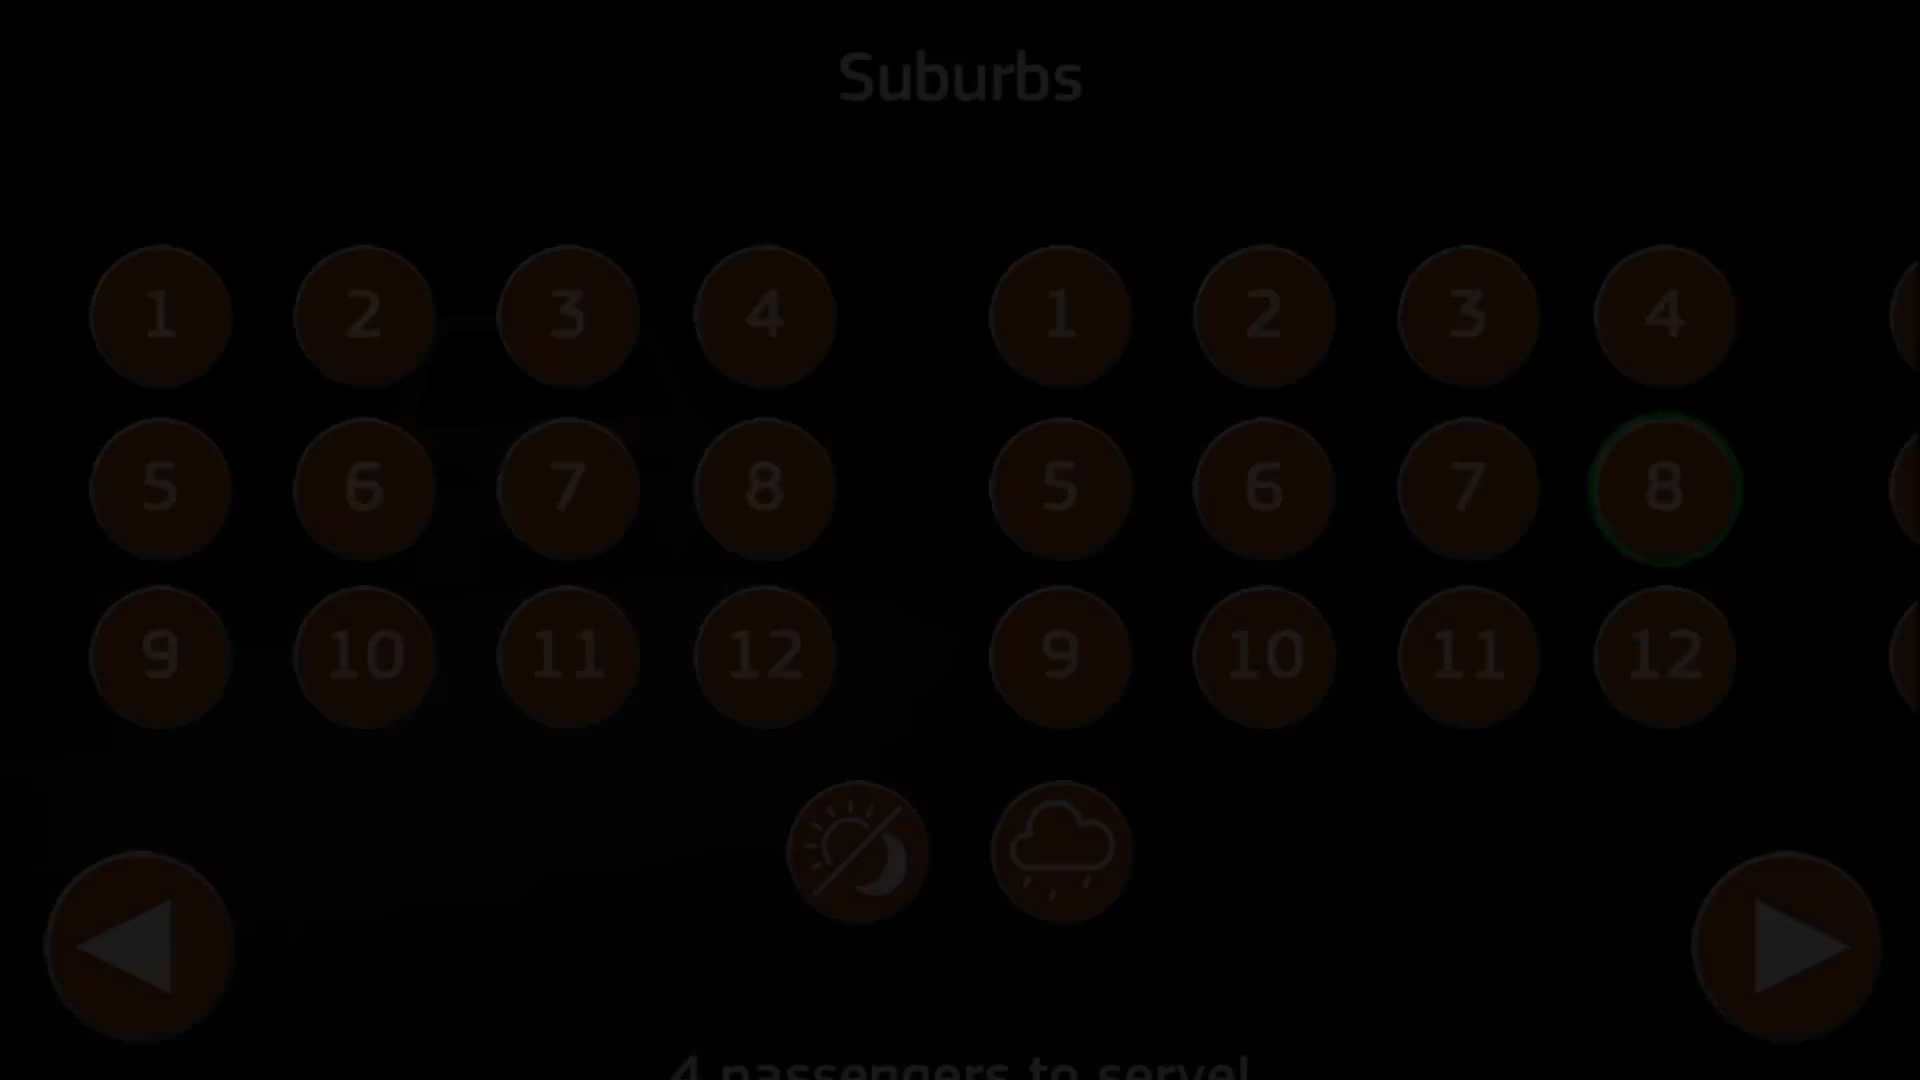 Suburbs
1 2 3 4 1 2 3 4
5 6 7 8 5 6 7 8
9 10 11 12 9 10 11 12
4 passengers to serve!